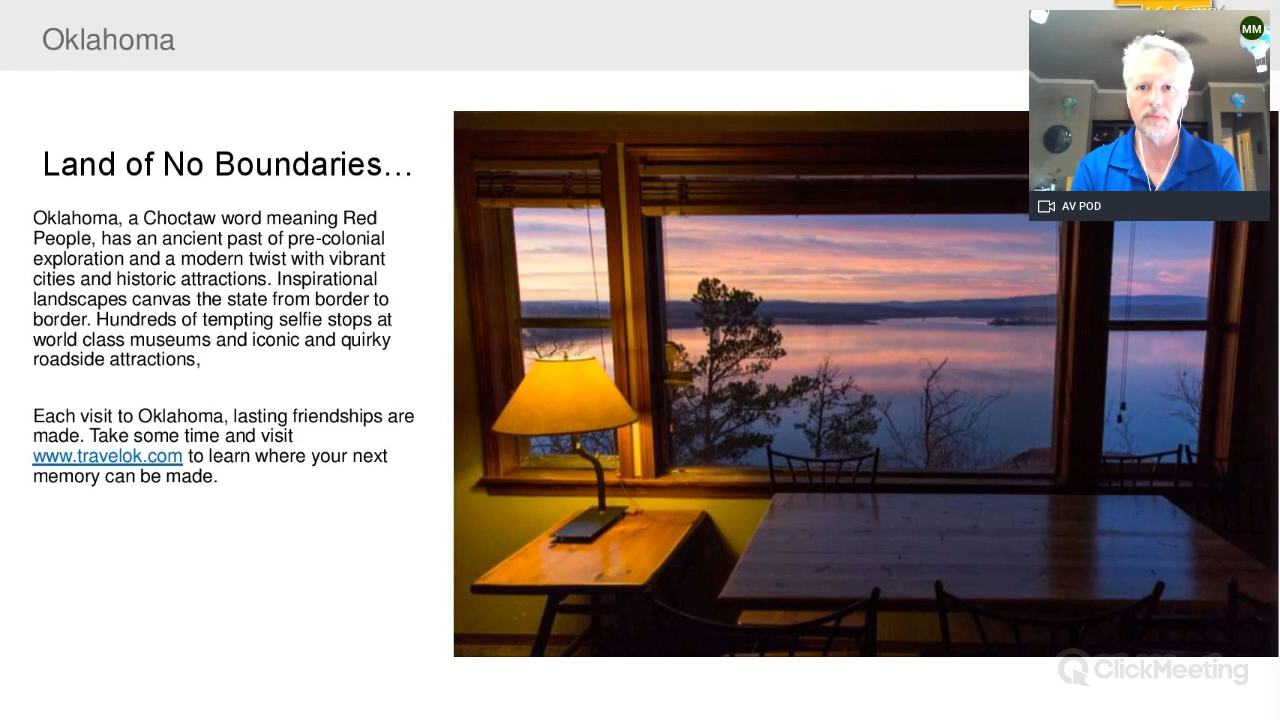 Oklahoma
MM
AV POD
Land of No Boundaries...
Oklahoma, a Choctaw word meaning Red
People, has an ancient past of pre-colonial
exploration and a modern twist with vibrant
cities and historic attractions. Inspirational
landscapes canvas the state from border to
border. Hundreds of tempting selfie stops at
world class museums and iconic and quirky
roadside attractions,
Each visit to Oklahoma, lasting friendships are
made. Take some time and visit
www.travelok.com to learn where your next
memory can be made.
ClickMeeting